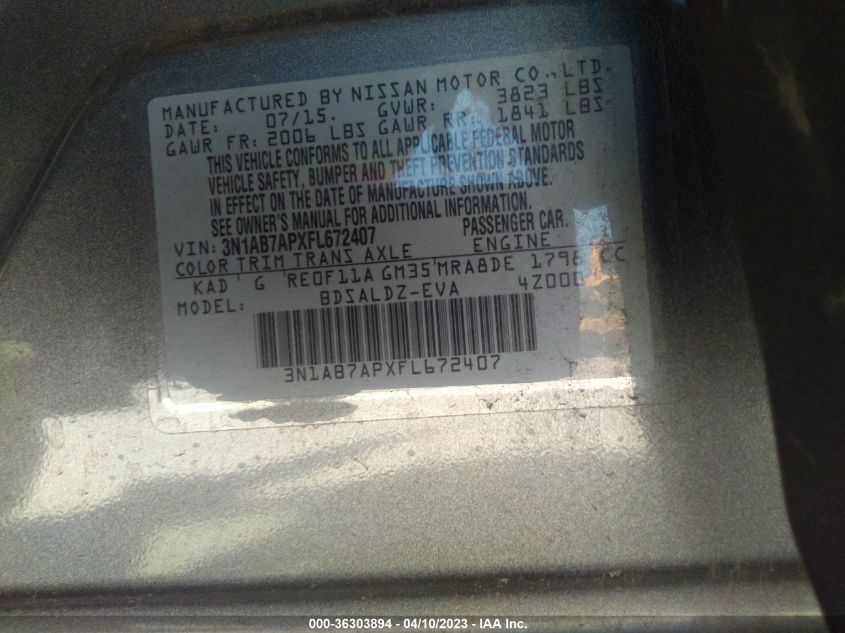 MANUFACTURED BY NISSAN MOTOR CO., LTD.
DATE: 07/15. GVWR: 3823 LBS
GAWR FR: 2006 LBS GAWR RR: 1841 LBS
THIS VEHICLE CONFORMS TO ALL APPLICABLE FEDERAL MOTOR
VEHICLE SAFETY, BUMPER AND THEFT PREVENTION STANDARDS
IN EFFECT ON THE DATE OF MANUFACTURE SHOWN ABOVE.
SEE OWNER'S MANUAL FOR ADDITIONAL INFORMATION.
VIN: 3N1AB7APXFL672407 PASSENGER CAR.
COLOR TRIM TRANS AXLE ENGINE
KAD G RE0F11A GM35 MRA8DE 1798 CC
MODEL: BDSALDZ-EVA 4Z000
3N1AB7APXFL672407
000-36303894 - 04/10/2023 - IAA Inc.